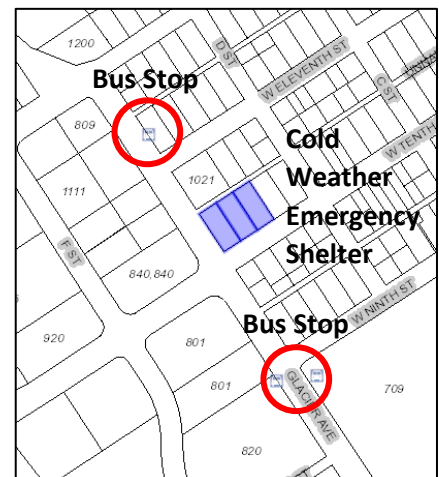 1200
D ST
W ELEVENTH ST
C ST
Bus Stop
809
Cold
Weather
Emergency
Shelter
W TENTH
1021
1111
F ST
840,840
W NINTH ST
Bus Stop
920
801
801
GLACIER AVE
709
820